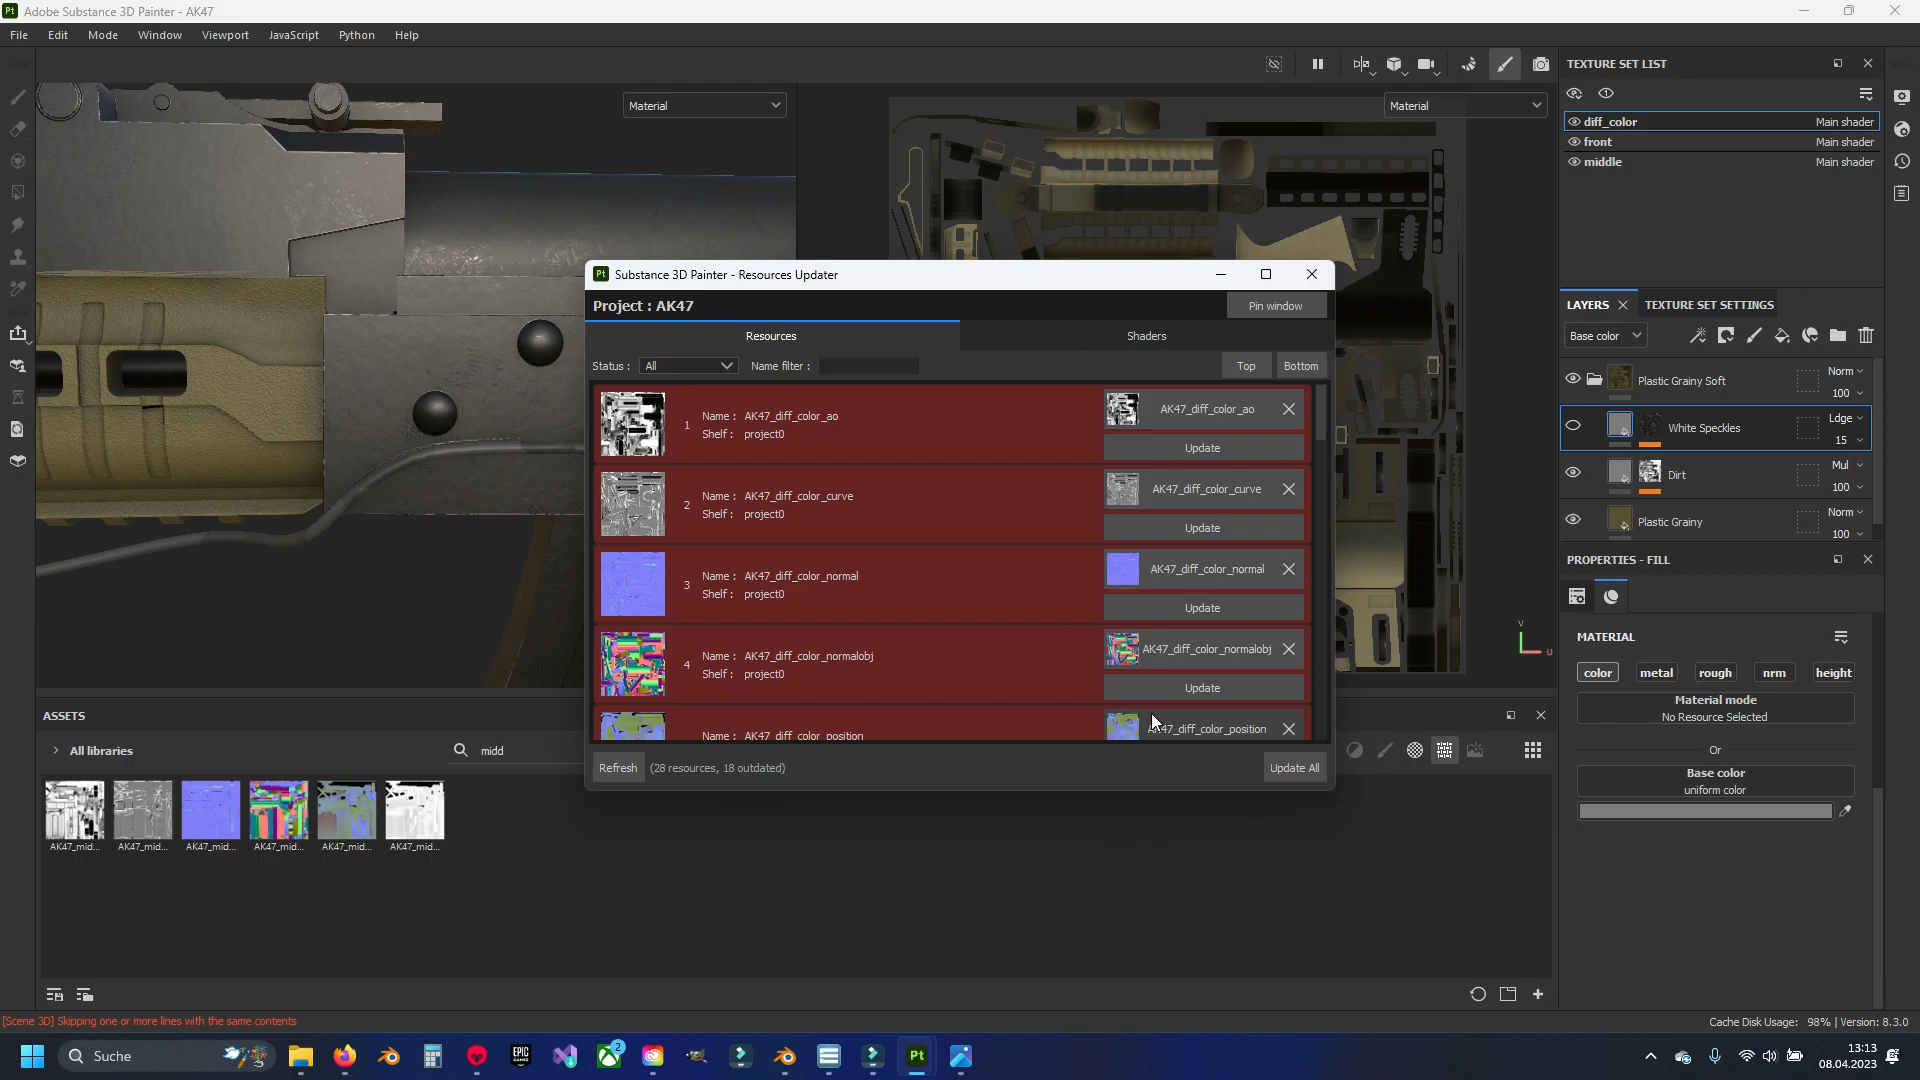 Adobe Substance 3D Painter - AK47
File
Edit
Mode
Window
Viewport
JavaScript
Python
Help
Material
Material
TEXTURE SET LIST
diff_color
Main shader
front
Main shader
middle
Main shader
LAYERS
TEXTURE SET SETTINGS
Base color
Plastic Grainy Soft
Norm
100
White Speckles
Ldge
15
Dirt
Mul
100
Plastic Grainy
Norm
100
PROPERTIES - FILL
MATERIAL
color
metal
rough
nrm
height
Material mode
No Resource Selected
Or
Base color
uniform color
Substance 3D Painter - Resources Updater
Project : AK47
Pin window
Resources
Shaders
Status :
All
Name filter :
Top
Bottom
1
Name : AK47_diff_color_ao
Shelf : project0
AK47_diff_color_ao
Update
2
Name : AK47_diff_color_curve
Shelf : project0
AK47_diff_color_curve
Update
3
Name : AK47_diff_color_normal
Shelf : project0
AK47_diff_color_normal
Update
4
Name : AK47_diff_color_normalobj
Shelf : project0
AK47_diff_color_normalobj
Update
Name : AK47_diff_color_position
AK47_diff_color_position
Refresh
(28 resources, 18 outdated)
Update All
V
U
ASSETS
All libraries
midd
AK47_mid...
AK47_mid...
AK47_mid...
AK47_mid...
AK47_mid...
AK47_mid...
[Scene 3D] Skipping one or more lines with the same contents
Cache Disk Usage: 98% | Version: 8.3.0
Suche
EPIC
GAMES
2
Pt
13:13
08.04.2023